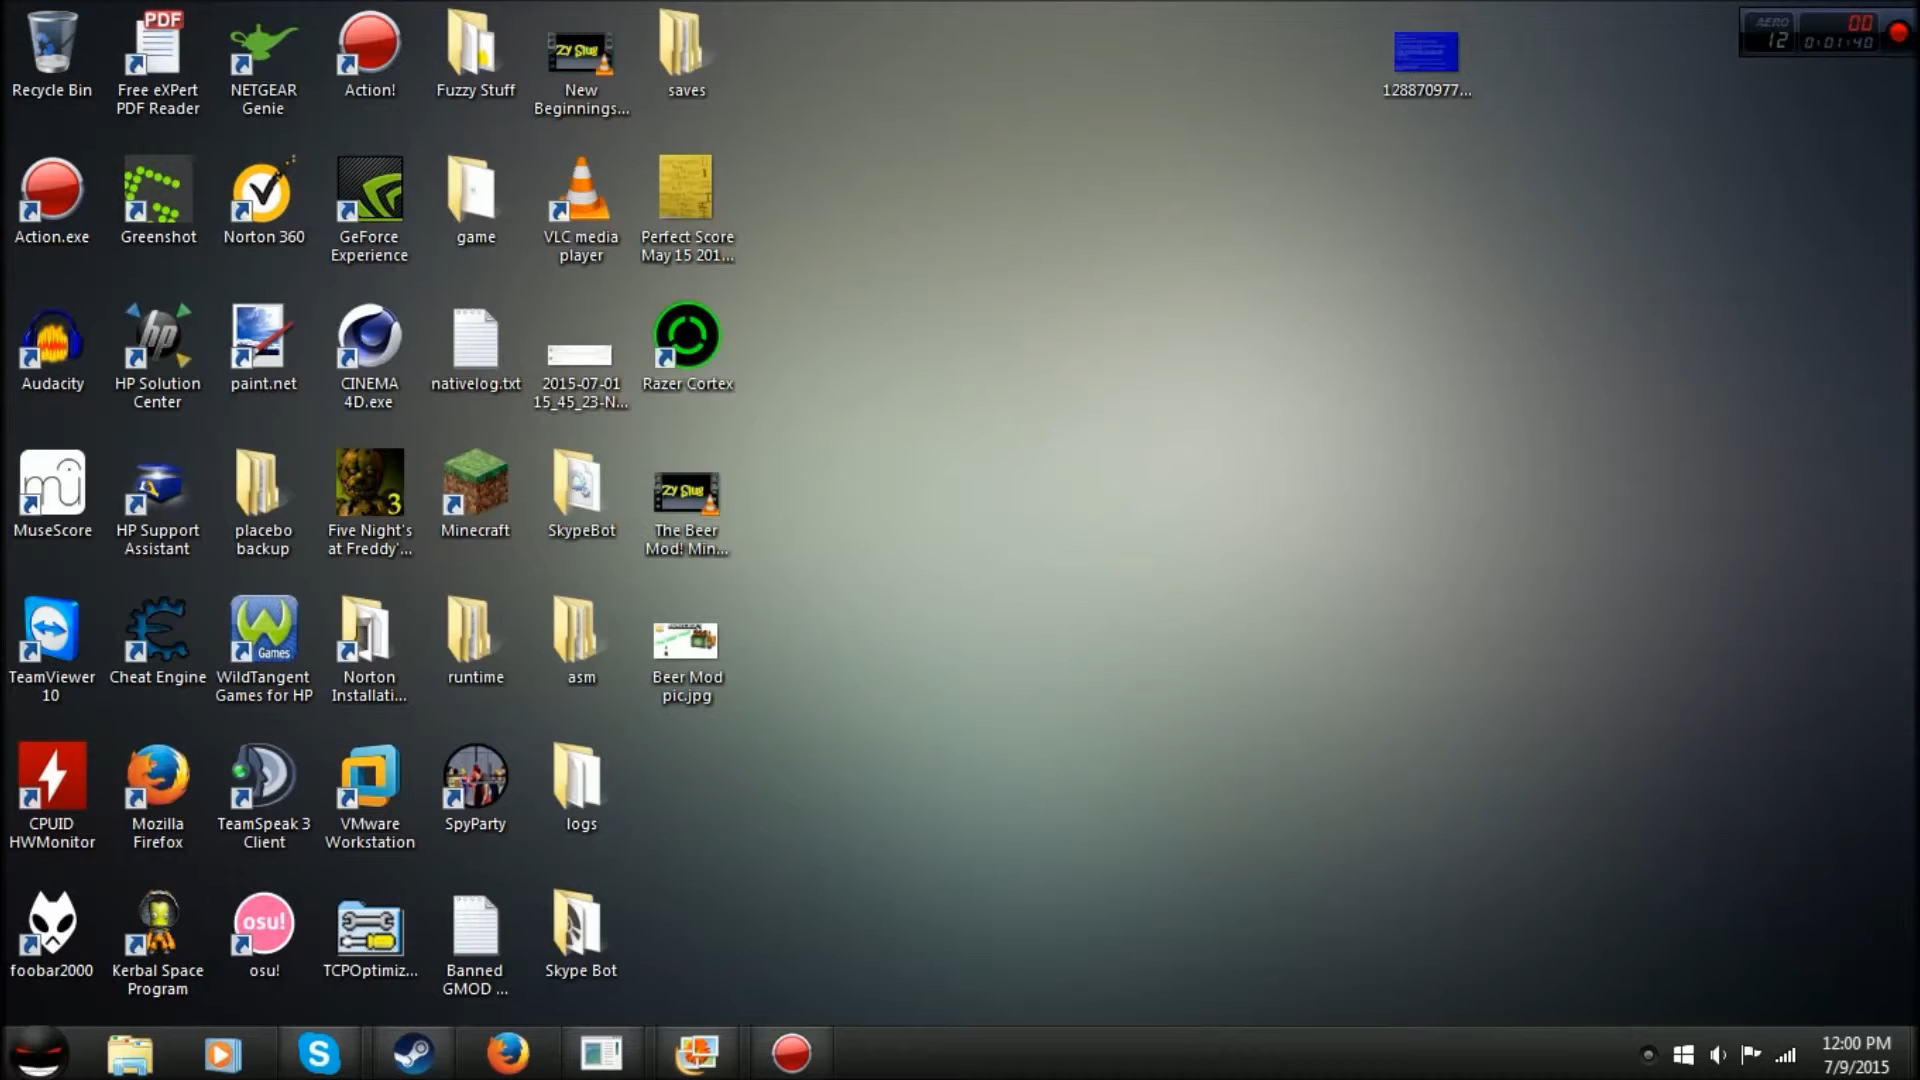 Recycle Bin
Free eXPert
PDF Reader
NETGEAR
Genie
Action!
Fuzzy Stuff
New
Beginnings...
saves
128870977...
PDF
Zy Slug
AERO
12
00
0:01:40
Action.exe
Greenshot
Norton 360
GeForce
Experience
game
VLC media
player
Perfect Score
May 15 201...
Audacity
HP Solution
Center
paint.net
CINEMA
4D.exe
nativelog.txt
2015-07-01
15_45_23-N...
Razer Cortex
hp
MuseScore
HP Support
Assistant
placebo
backup
Five Night's
at Freddy'...
Minecraft
SkypeBot
The Beer
Mod! Min...
mu
3
Zy Slug
TeamViewer
10
Cheat Engine
WildTangent
Games for HP
Norton
Installati...
runtime
asm
Beer Mod
pic.jpg
Games
CPUID
HWMonitor
Mozilla
Firefox
TeamSpeak 3
Client
VMware
Workstation
SpyParty
logs
foobar2000
Kerbal Space
Program
osu!
osu!
TCPOptimiz...
Banned
GMOD ...
Skype Bot
S
12:00 PM
7/9/2015